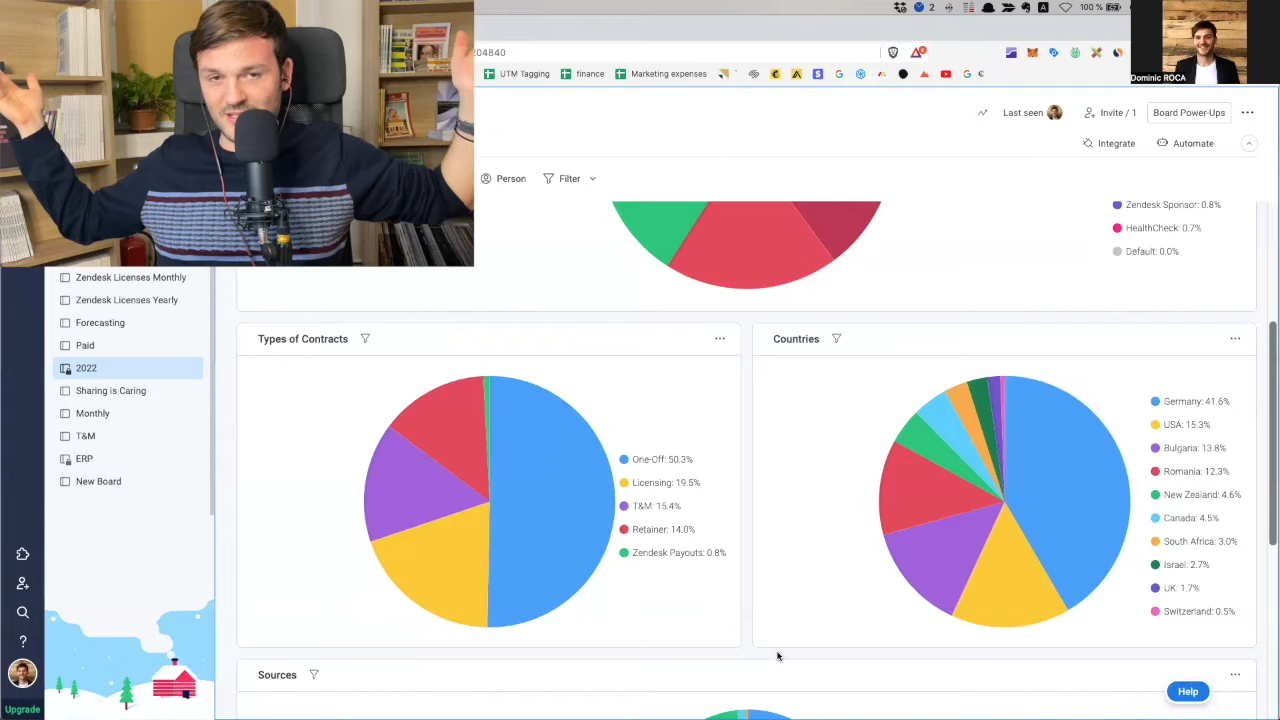 2
A
100 %
204840
UTM Tagging
finance
Marketing expenses
G €
Dominic ROCA
Last seen
Invite / 1
Board Power-Ups
Integrate
Automate
Person
Filter
Zendesk Sponsor: 0.8%
HealthCheck: 0.7%
Default: 0.0%
Zendesk Licenses Monthly
Zendesk Licenses Yearly
Forecasting
Paid
2022
Sharing is Caring
Monthly
T&M
ERP
New Board
Upgrade
Types of Contracts
One-Off: 50.3%
Licensing: 19.5%
T&M: 15.4%
Retainer: 14.0%
Zendesk Payouts: 0.8%
Countries
Germany: 41.6%
USA: 15.3%
Bulgaria: 13.8%
Romania: 12.3%
New Zealand: 4.6%
Canada: 4.5%
South Africa: 3.0%
Israel: 2.7%
UK: 1.7%
Switzerland: 0.5%
Sources
Help